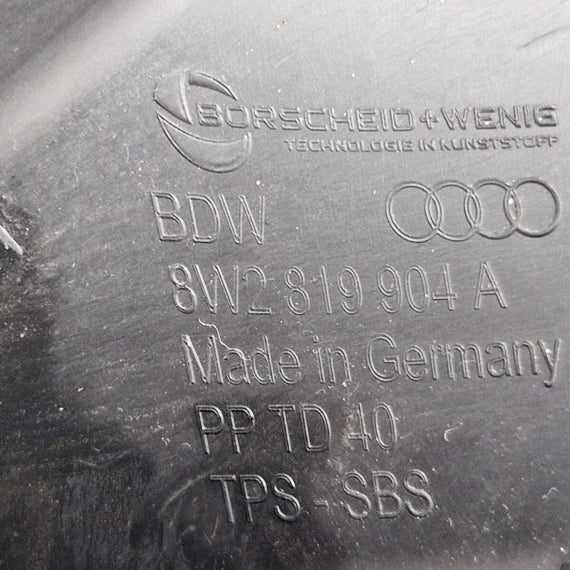 BORSCHEID+WENIG
TECHNOLOGIE IN KUNSTSTOFF
BDW
8W2 819 904 A
Made in Germany
PP TD 40
TPS - SBS